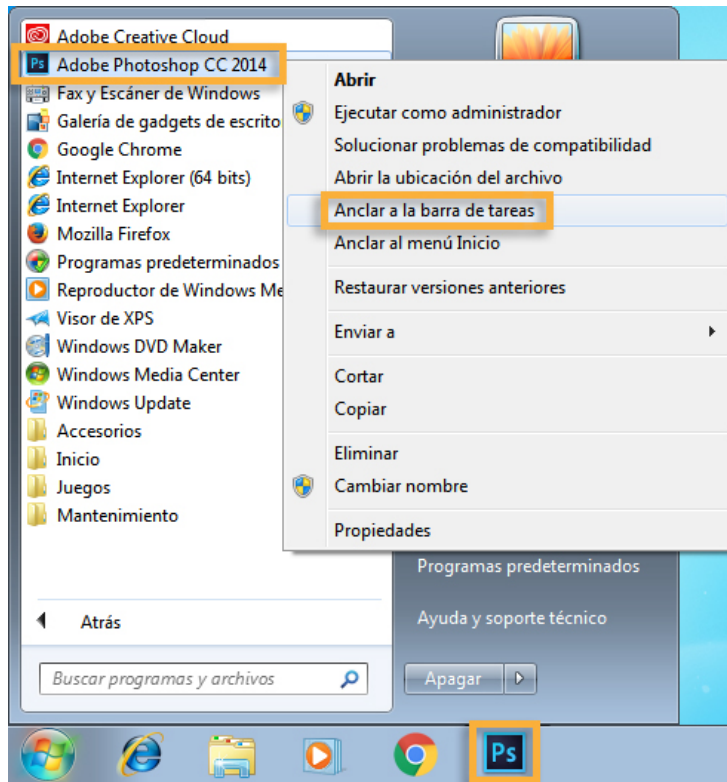 Adobe Creative Cloud
Ps Adobe Photoshop CC 2014
Fax y Escáner de Windows
Galería de gadgets de escrito
Google Chrome
Internet Explorer (64 bits)
Internet Explorer
Mozilla Firefox
Programas predeterminados
Reproductor de Windows Me
Visor de XPS
Windows DVD Maker
Windows Media Center
Windows Update
Accesorios
Inicio
Juegos
Mantenimiento
Atrás
Buscar programas y archivos
Abrir
Ejecutar como administrador
Solucionar problemas de compatibilidad
Abrir la ubicación del archivo
Anclar a la barra de tareas
Anclar al menú Inicio
Restaurar versiones anteriores
Enviar a
Cortar
Copiar
Eliminar
Cambiar nombre
Propiedades
Programas predeterminados
Ayuda y soporte técnico
Apagar
Ps